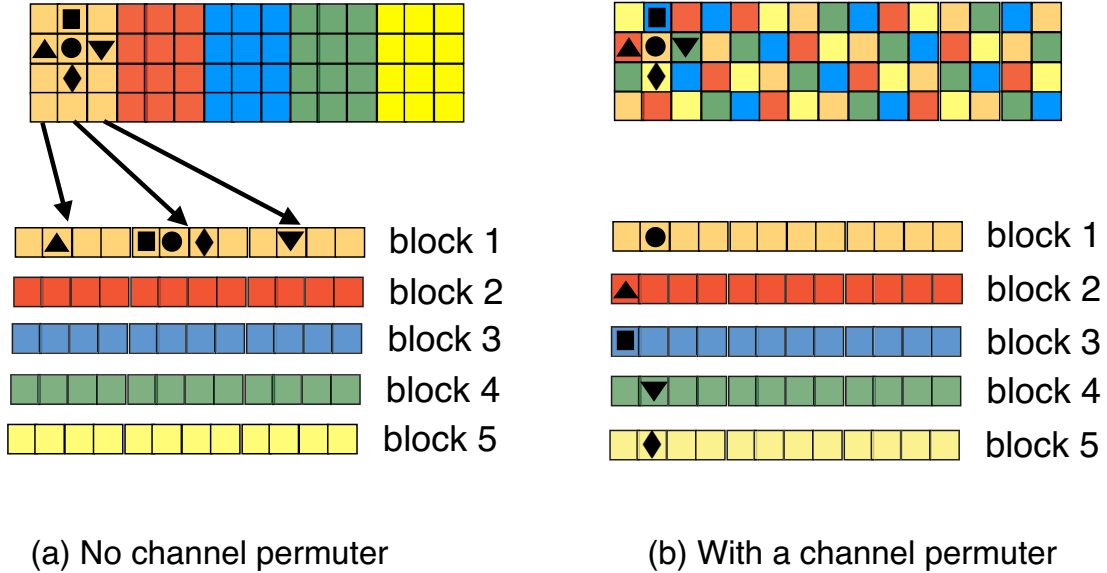 block 1
block 2
block 3
block 4
block 5
(a) No channel permuter
block 1
block 2
block 3
block 4
block 5
(b) With a channel permuter